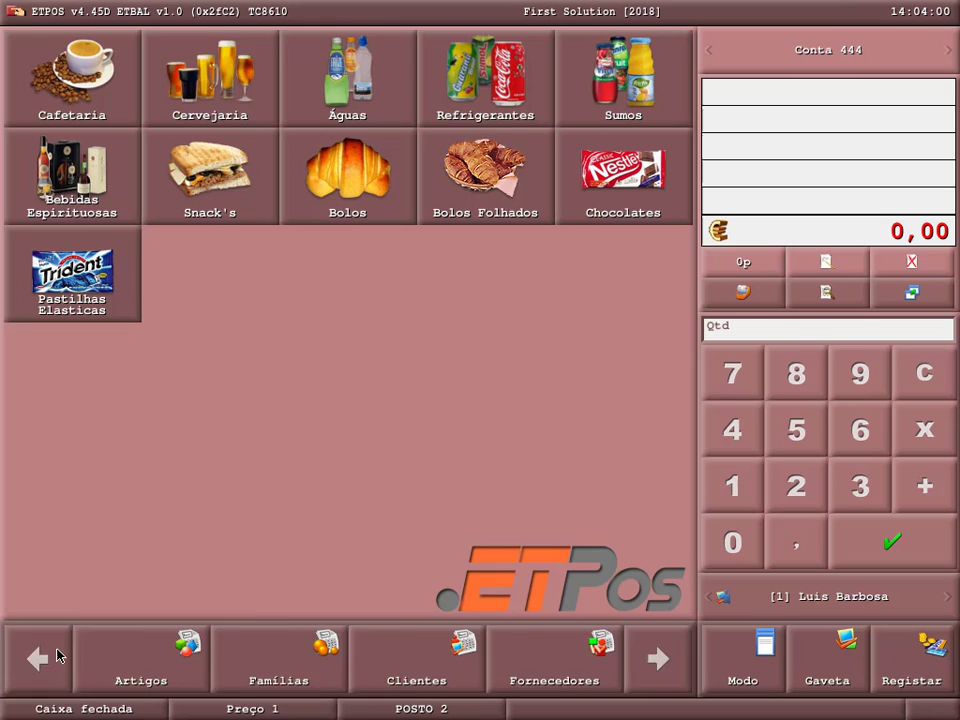 ETPOS v4.45D ETBAL v1.0 (0x2fC2) TC8610
First Solution [2018]
14:04:00
Cafetaria
Cervejaria
Águas
Refrigerantes
Sumos
Bebidas
Espirituosas
Snack's
Bolos
Bolos Folhados
CLASSIC
Nestlé
Chocolates
Trident
Pastilhas
Elasticas
Conta 444
0,00
0p
Qtd
7 8 9 C
4 5 6 X
1 2 3 +
0 ,
[1] Luis Barbosa
.ETPos
Artigos
Famílias
Clientes
Fornecedores
Modo
Gaveta
Registar
Caixa fechada
Preço 1
POSTO 2